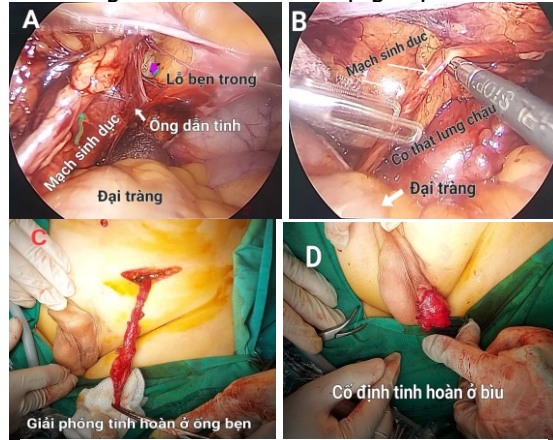 A
Lỗ bẹn trong
Ống dẫn tinh
Mạch sinh dục
Đại tràng
B
Mạch sinh dục
Cơ thắt lưng chậu
Đại tràng
C
Giải phóng tinh hoàn ở ống bẹn
D
Cố định tinh hoàn ở bìu